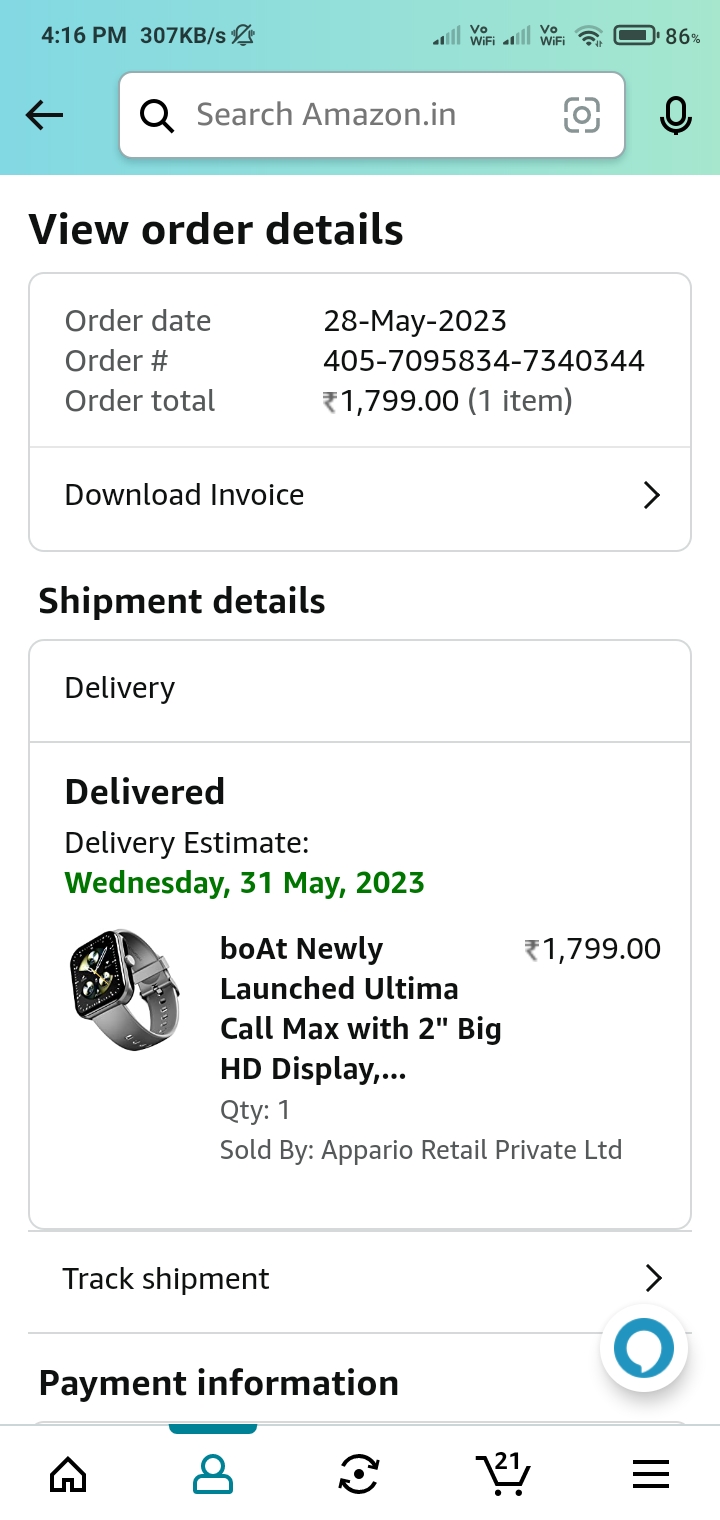 4:16 PM 307KB/s Vo WiFi Vo WiFi 86%
Search Amazon.in
View order details
Order date 28-May-2023
Order # 405-7095834-7340344
Order total ₹1,799.00 (1 item)
Download Invoice
Shipment details
Delivery
Delivered
Delivery Estimate:
Wednesday, 31 May, 2023
boAt Newly ₹1,799.00
Launched Ultima
Call Max with 2" Big
HD Display,...
Qty: 1
Sold By: Appario Retail Private Ltd
Track shipment
Payment information
21